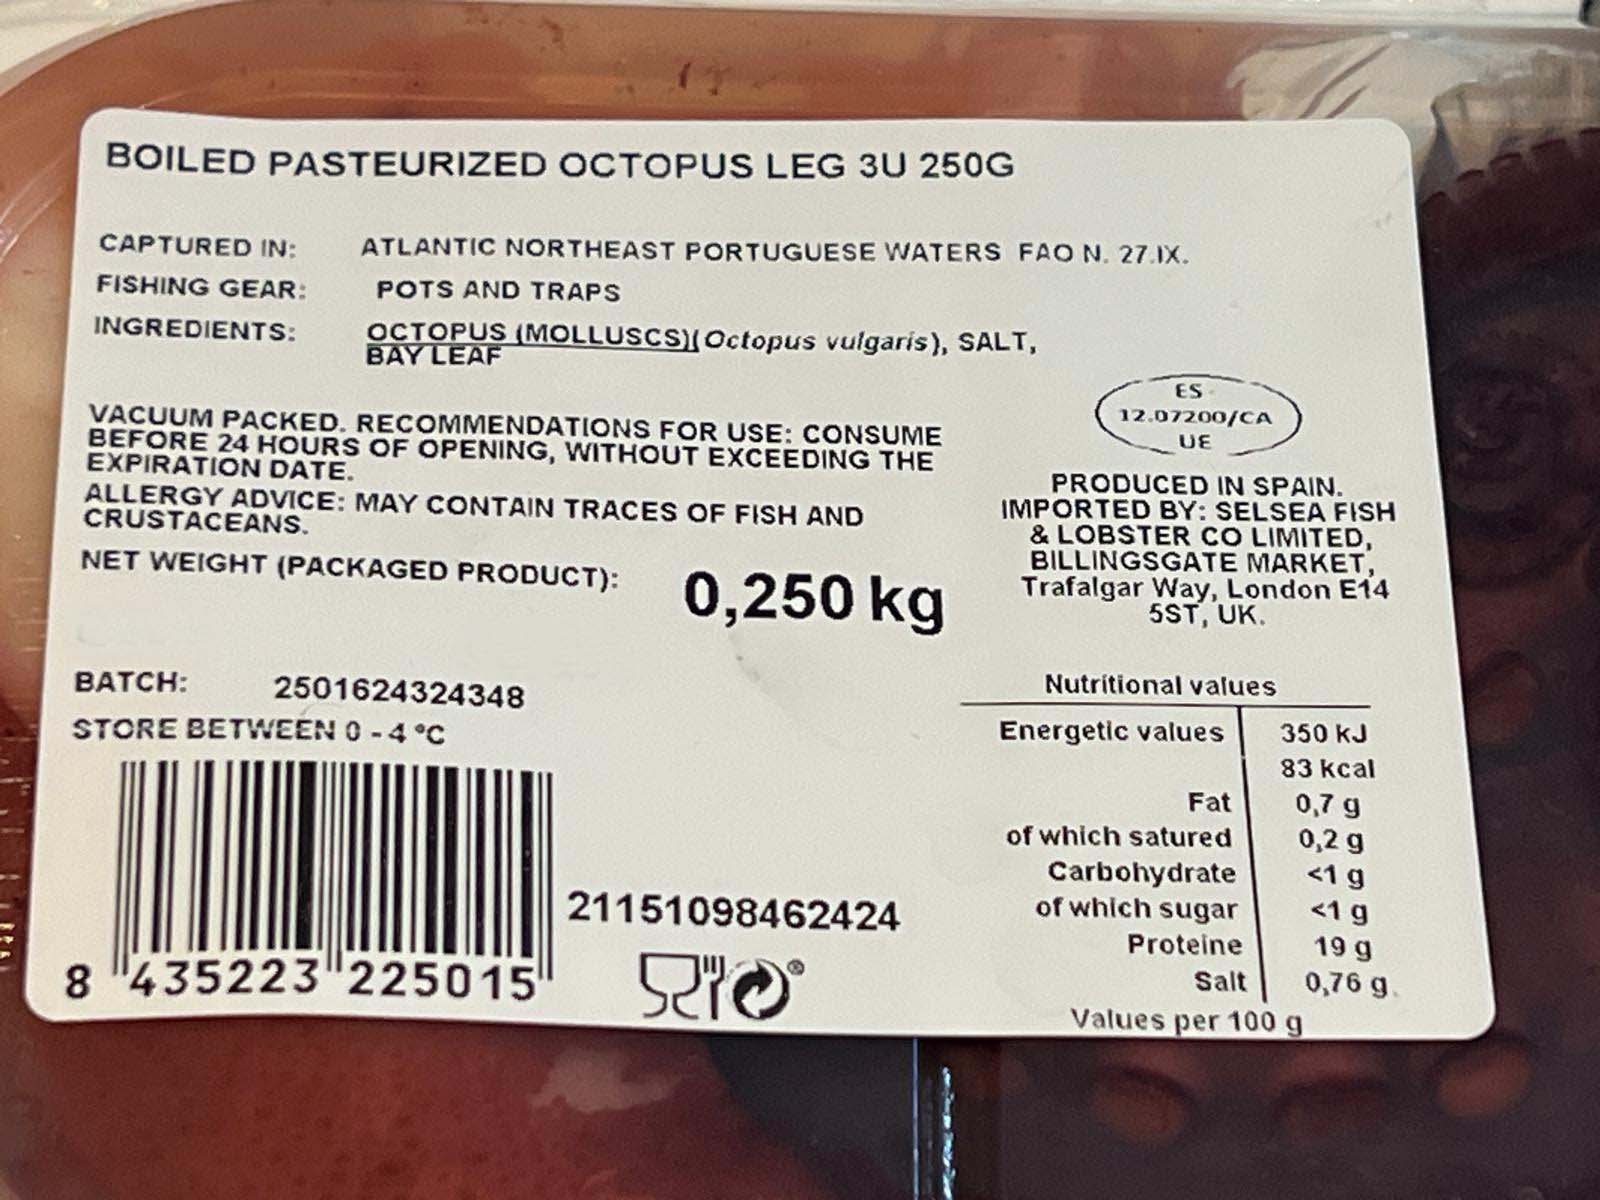 BOILED PASTEURIZED OCTOPUS LEG 3U 250G
CAPTURED IN: ATLANTIC NORTHEAST PORTUGUESE WATERS FAO N. 27.IX.
FISHING GEAR: POTS AND TRAPS
INGREDIENTS: OCTOPUS (MOLLUSCS)(Octopus vulgaris), SALT,
BAY LEAF
VACUUM PACKED. RECOMMENDATIONS FOR USE: CONSUME
BEFORE 24 HOURS OF OPENING, WITHOUT EXCEEDING THE
EXPIRATION DATE.
ALLERGY ADVICE: MAY CONTAIN TRACES OF FISH AND
CRUSTACEANS.
NET WEIGHT (PACKAGED PRODUCT): 0,250 kg
ES
12.07200/CA
UE
PRODUCED IN SPAIN.
IMPORTED BY: SELSEA FISH
& LOBSTER CO LIMITED,
BILLINGSGATE MARKET,
Trafalgar Way, London E14
5ST, UK.
BATCH: 2501624324348
STORE BETWEEN 0 - 4 °C
8 435223 225015
21151098462424
®
Nutritional values
Energetic values 350 kJ
83 kcal
Fat 0,7 g
of which satured 0,2 g
Carbohydrate <1 g
of which sugar <1 g
Proteine 19 g
Salt 0,76 g.
Values per 100 g